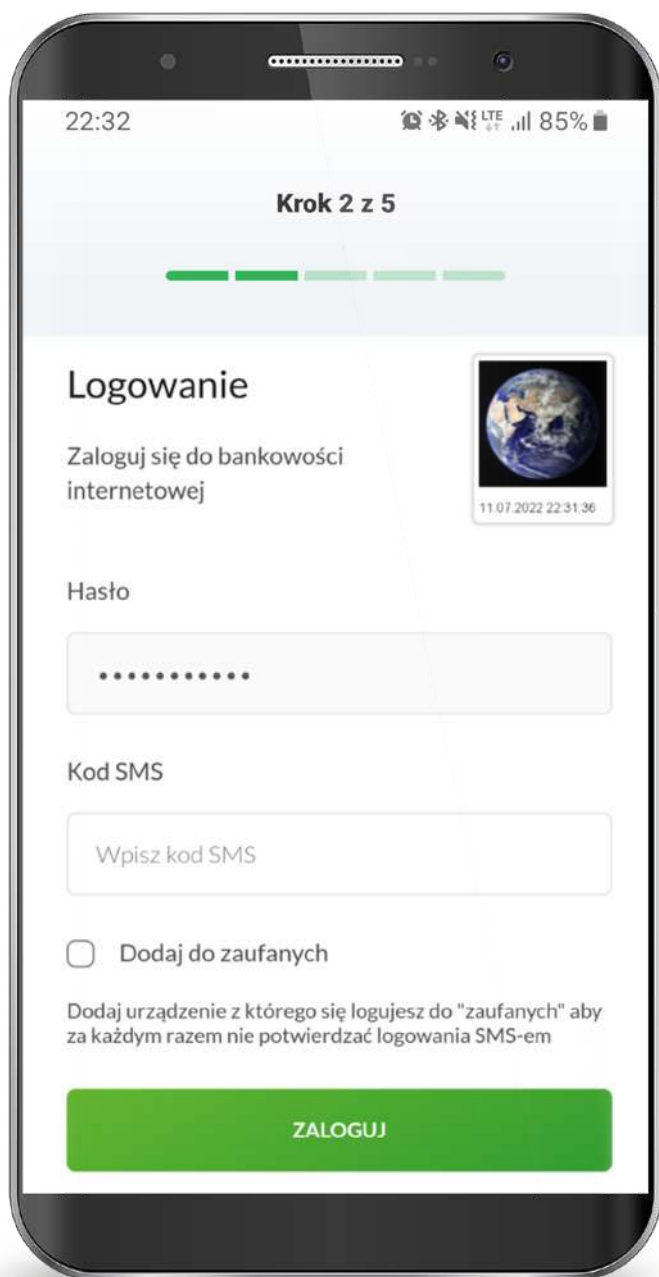 22:32 LTE 85%
Krok 2 z 5
Logowanie
Zaloguj się do bankowości
internetowej
11.07.2022 22:31:36
Hasło
•••••••••••
Kod SMS
Wpisz kod SMS
Dodaj do zaufanych
Dodaj urządzenie z którego się logujesz do "zaufanych" aby
za każdym razem nie potwierdzać logowania SMS-em
ZALOGUJ